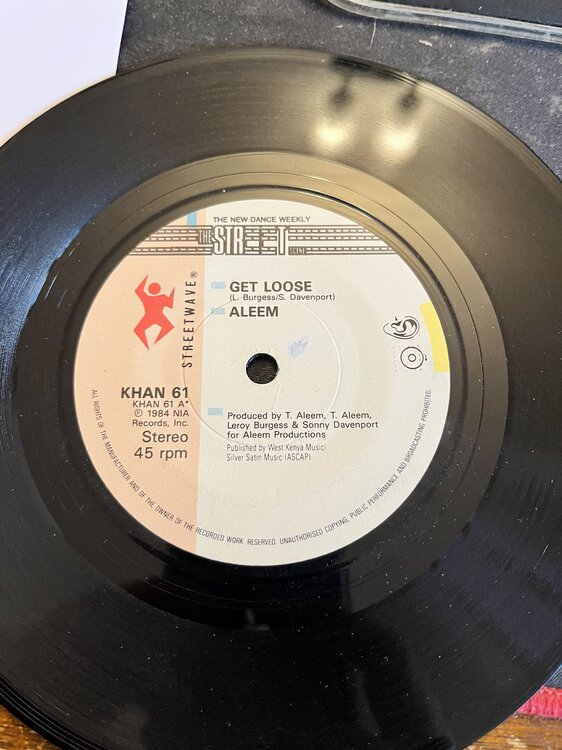 THE NEW DANCE WEEKLY
THE STREET SCENE
STREETWAVE®
GET LOOSE
(L. Burgess/S. Davenport)
ALEEM
KHAN 61
KHAN 61 A*
℗ 1984 NIA
Records, Inc.
Stereo
45 rpm
Produced by T. Aleem, T. Aleem,
Leroy Burgess & Sonny Davenport
for Aleem Productions
Published by West Kenya Music/
Silver Satin Music (ASCAP)
ALL RIGHTS OF THE MANUFACTURER AND OF THE OWNER OF THE RECORDED WORK RESERVED. UNAUTHORISED COPYING, PUBLIC PERFORMANCE AND BROADCASTING PROHIBITED